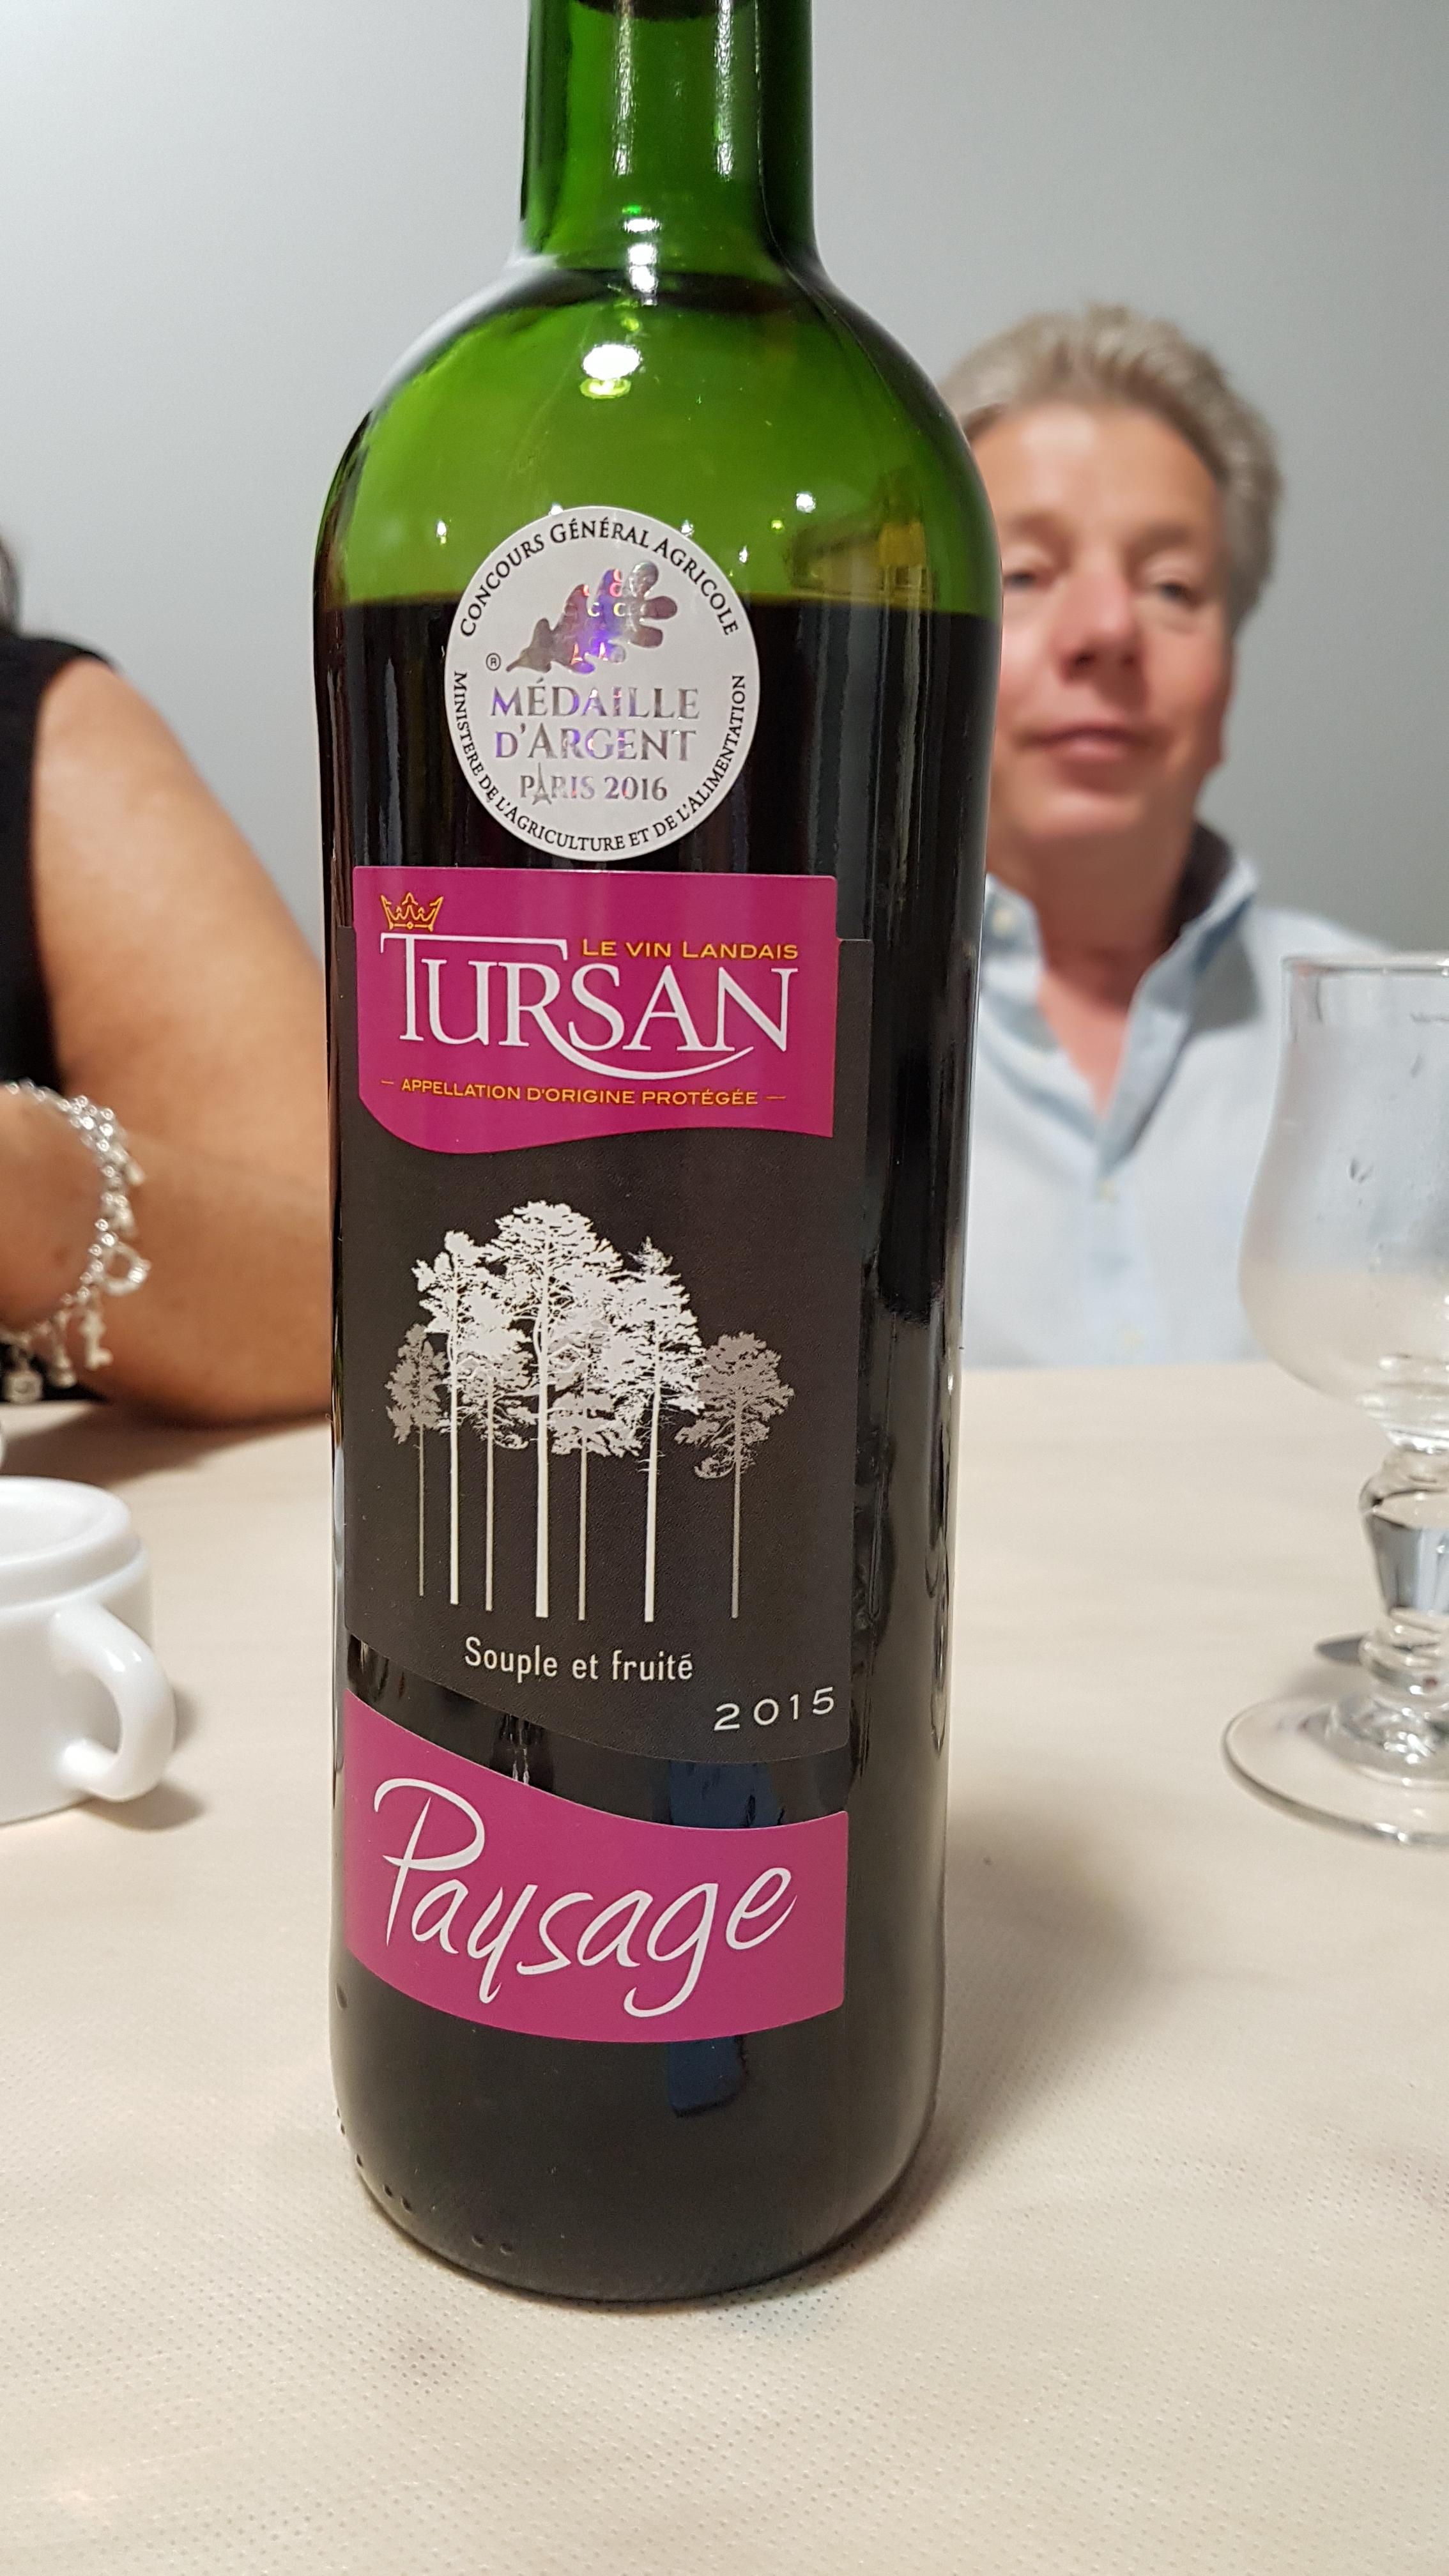 CONCOURS GÉNÉRAL AGRICOLE
®
MÉDAILLE
D'ARGENT
PARIS 2016
MINISTERE DE L'AGRICULTURE ET DE L'ALIMENTATION
LE VIN LANDAIS
TURSAN
— APPELLATION D'ORIGINE PROTÉGÉE —
Souple et fruité
2015
Paysage